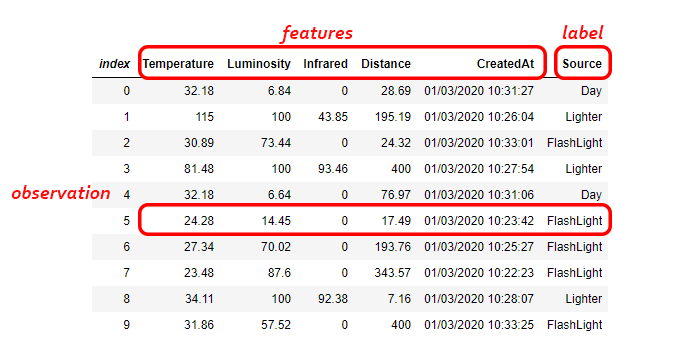 features label
index Temperature Luminosity Infrared Distance CreatedAt Source
0 32.18 6.84 0 28.69 01/03/2020 10:31:27 Day
1 115 100 43.85 195.19 01/03/2020 10:26:04 Lighter
2 30.89 73.44 0 24.32 01/03/2020 10:33:01 FlashLight
3 81.48 100 93.46 400 01/03/2020 10:27:54 Lighter
observation
4 32.18 6.64 0 76.97 01/03/2020 10:31:06 Day
5 24.28 14.45 0 17.49 01/03/2020 10:23:42 FlashLight
6 27.34 70.02 0 193.76 01/03/2020 10:25:27 FlashLight
7 23.48 87.6 0 343.57 01/03/2020 10:22:23 FlashLight
8 34.11 100 92.38 7.16 01/03/2020 10:28:07 Lighter
9 31.86 57.52 0 400 01/03/2020 10:33:25 FlashLight